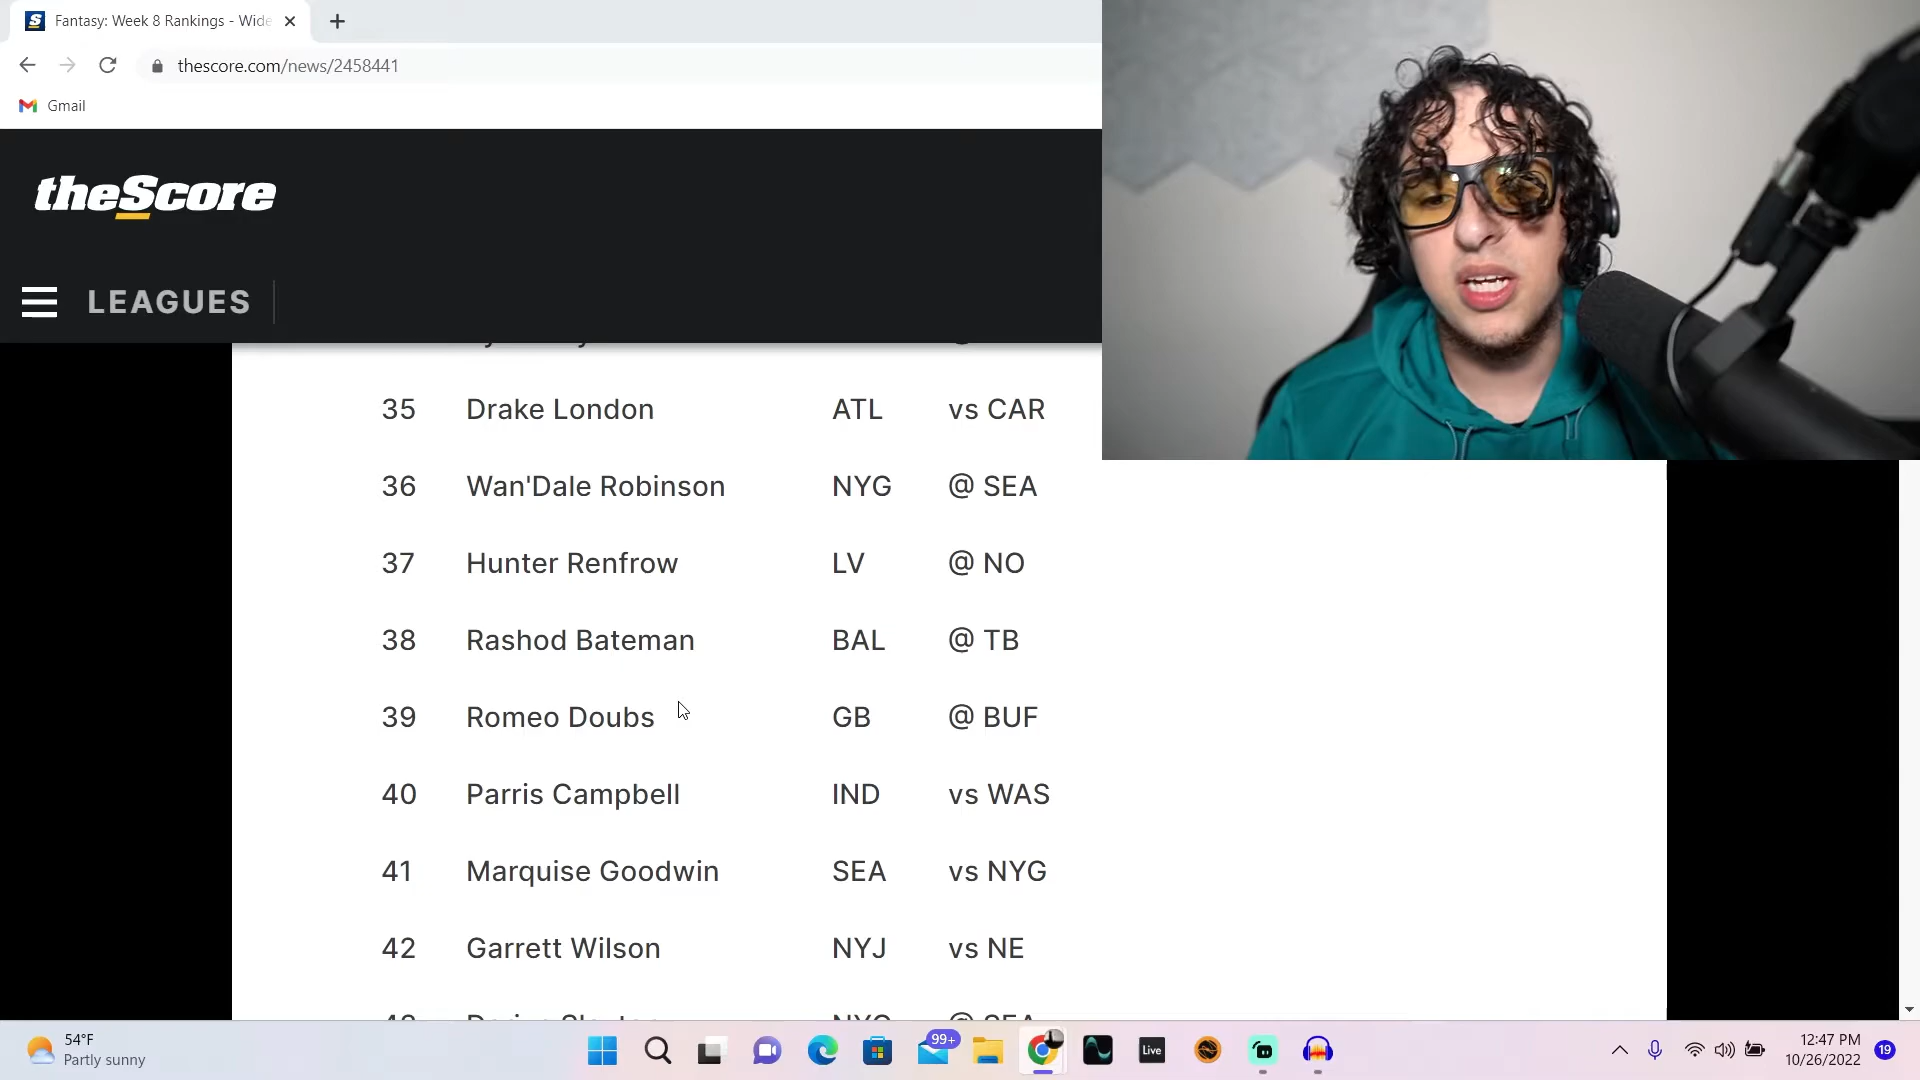 Fantasy: Week 8 Rankings - Wide
thescore.com/news/2458441
Gmail
theScore
LEAGUES
35 Drake London ATL vs CAR
36 Wan'Dale Robinson NYG @ SEA
37 Hunter Renfrow LV @ NO
38 Rashod Bateman BAL @ TB
39 Romeo Doubs GB @ BUF
40 Parris Campbell IND vs WAS
41 Marquise Goodwin SEA vs NYG
42 Garrett Wilson NYJ vs NE
54°F
Partly sunny
99+
Live
12:47 PM
10/26/2022
19